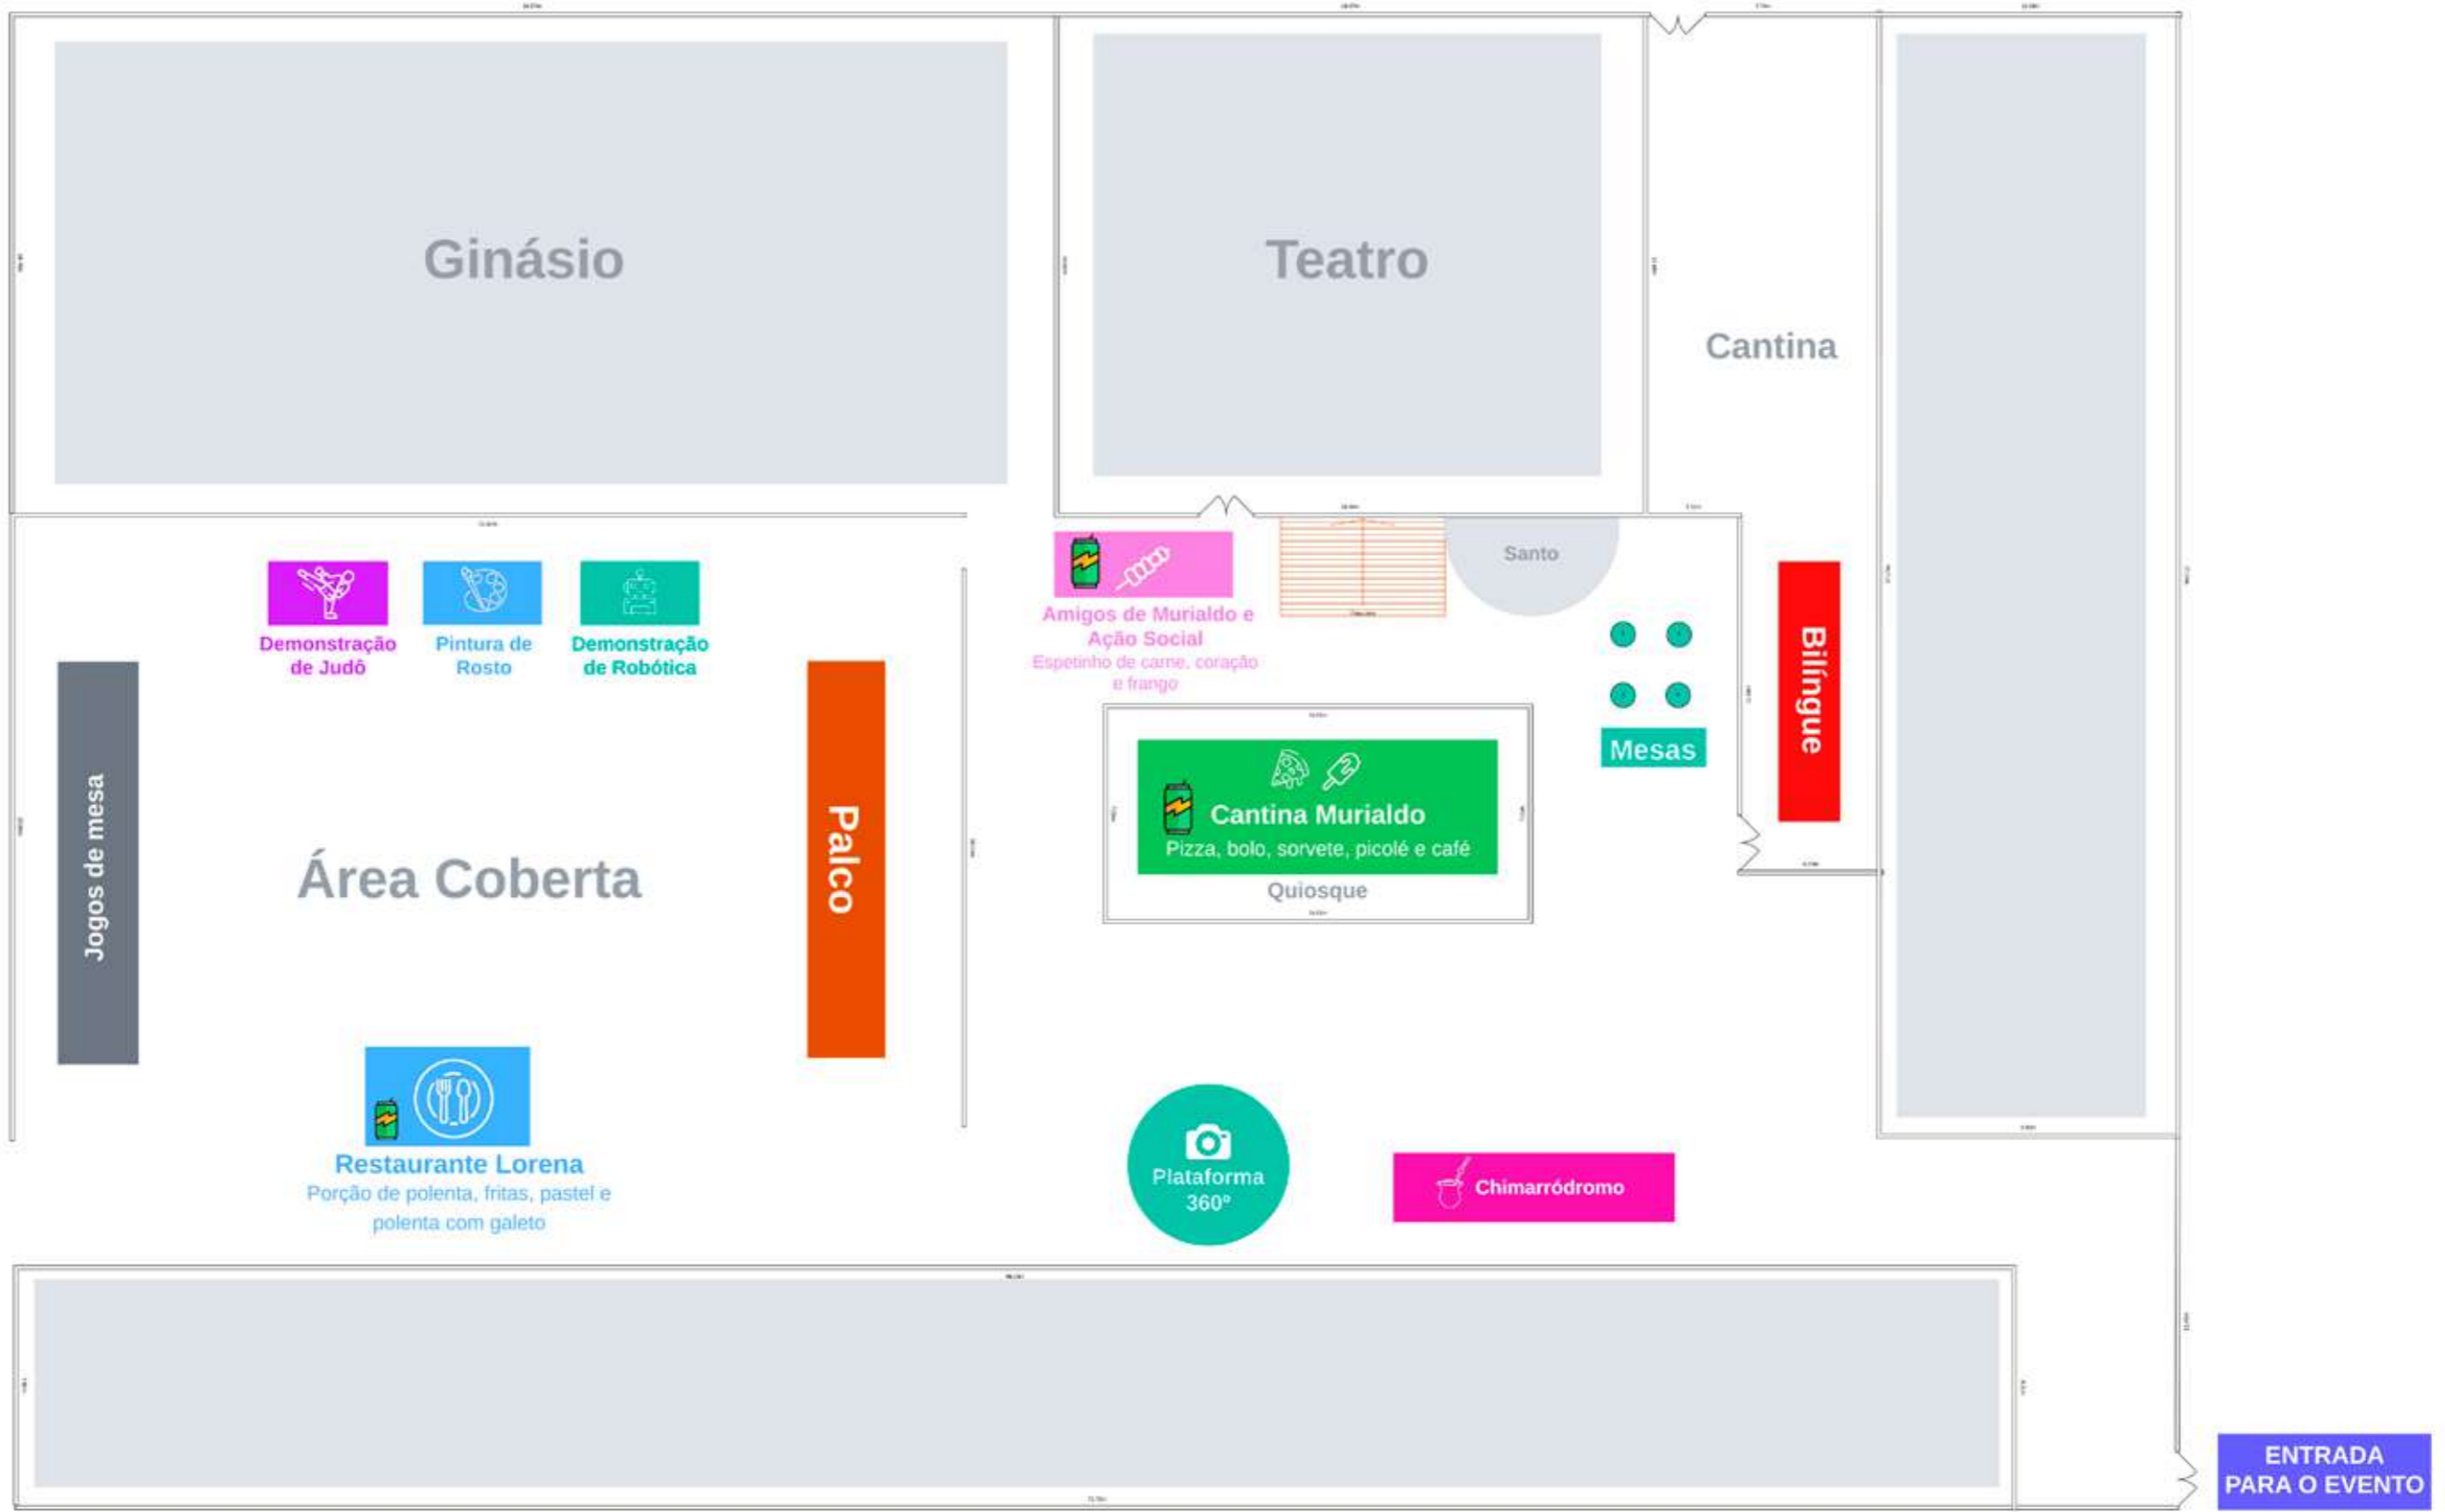 Ginásio
Teatro
Cantina
Santo
Demonstração
de Judô
Pintura de
Rosto
Demonstração
de Robótica
Amigos de Murialdo e
Ação Social
Espetinho de carne, coração
e frango
Jogos de mesa
Área Coberta
Palco
Cantina Murialdo
Pizza, bolo, sorvete, picolé e café
Quiosque
Mesas
Bilíngue
Restaurante Lorena
Porção de polenta, fritas, pastel e
polenta com galeto
Plataforma
360º
Chimarródromo
ENTRADA
PARA O EVENTO